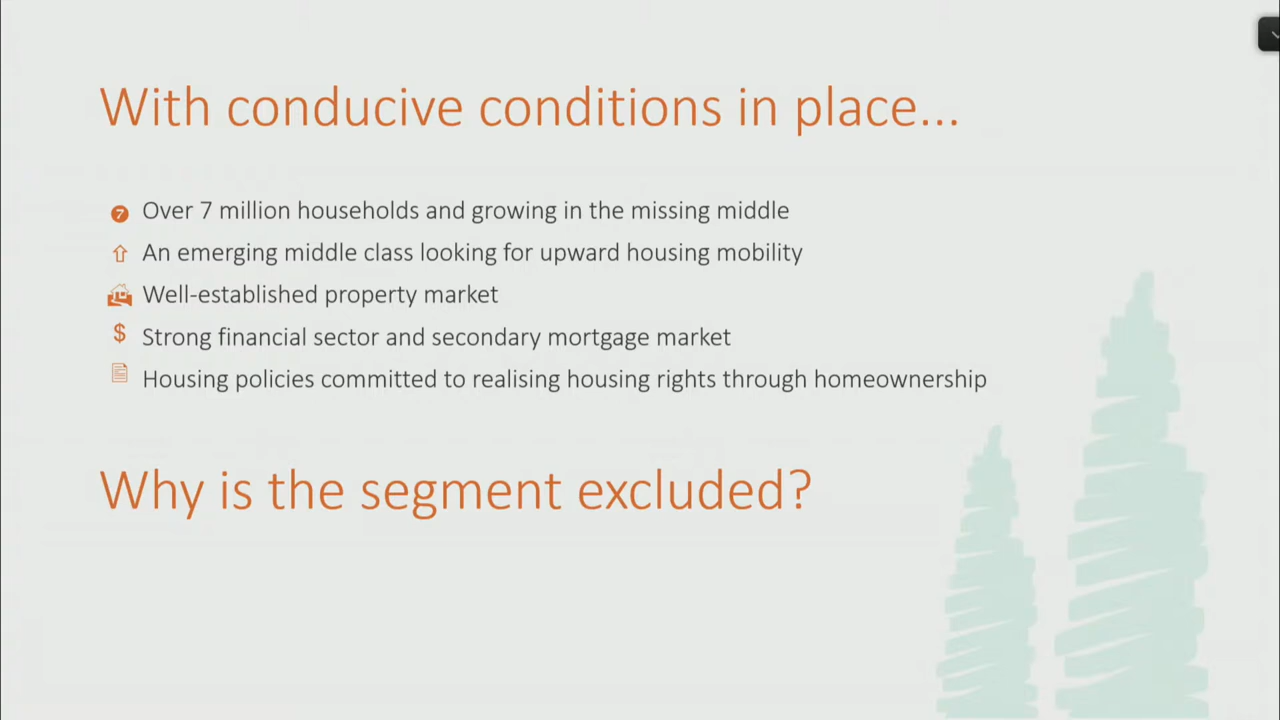 With conducive conditions in place...
7 Over 7 million households and growing in the missing middle
An emerging middle class looking for upward housing mobility
Well-established property market
$ Strong financial sector and secondary mortgage market
Housing policies committed to realising housing rights through homeownership
Why is the segment excluded?